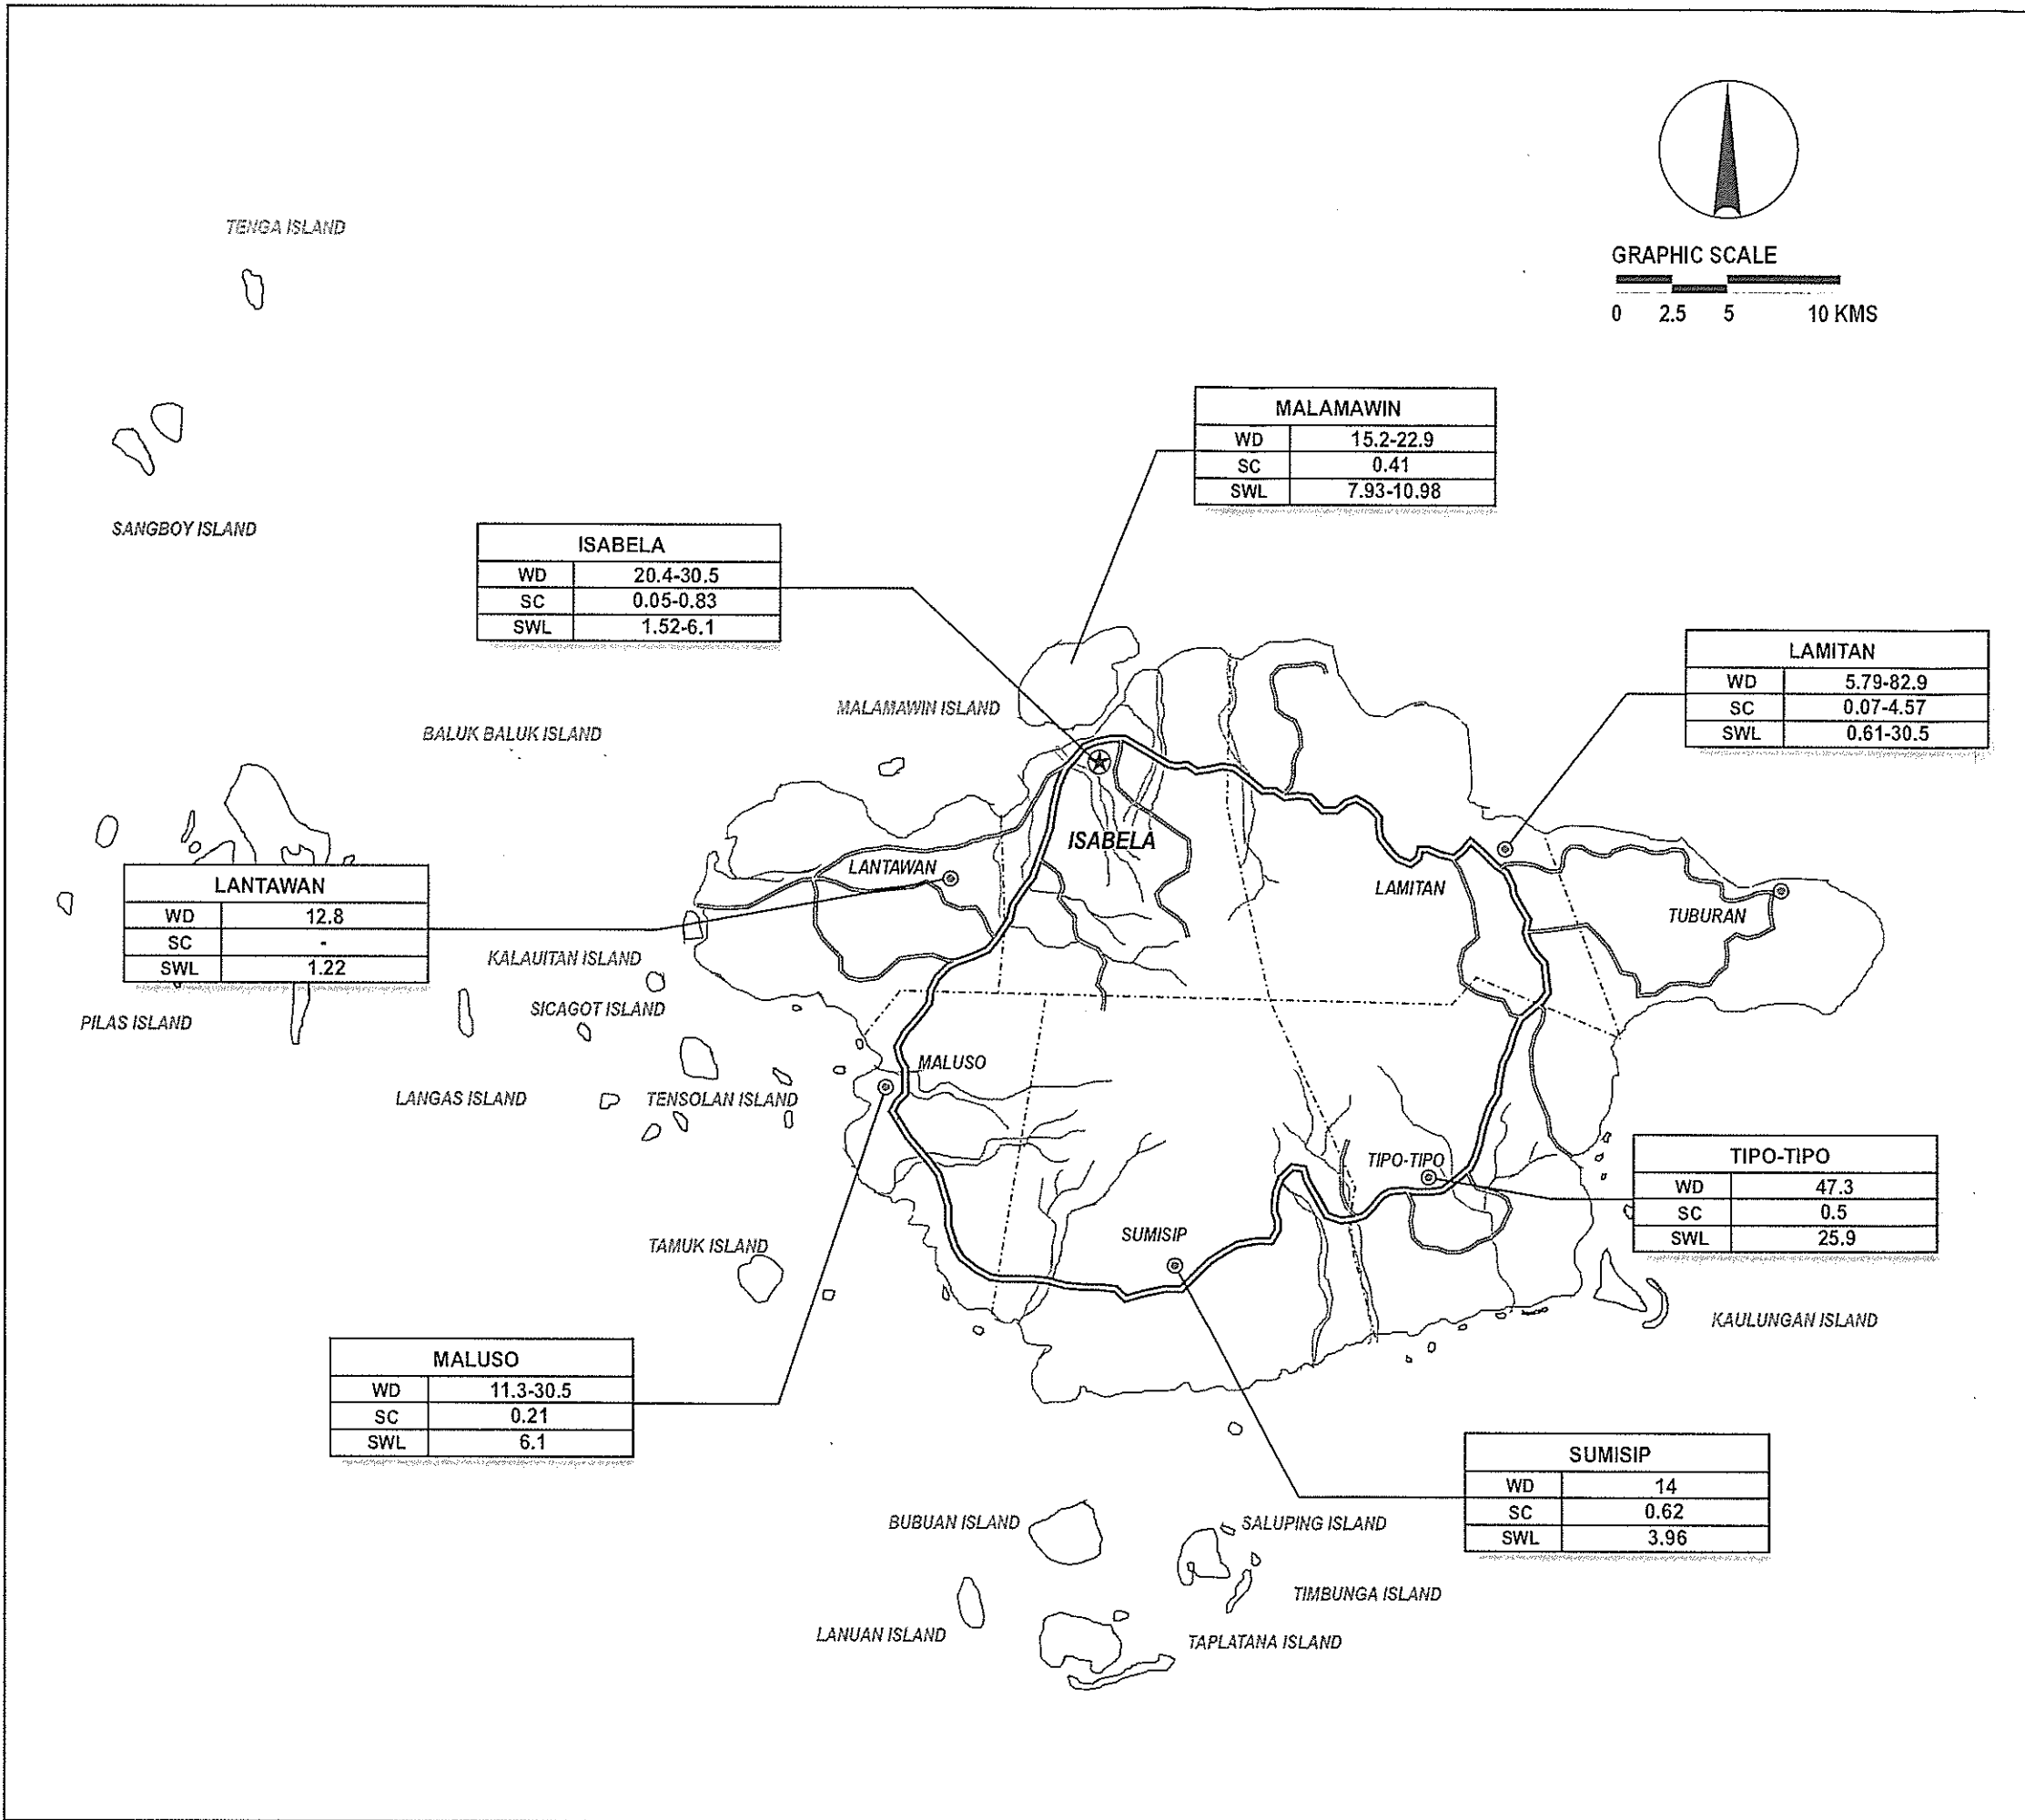 TENGA ISLAND
GRAPHIC SCALE
0 2.5 5 10 KMS
SANGBOY ISLAND
MALAMAWIN
WD 15.2-22.9
SC 0.41
SWL 7.93-10.98
ISABELA
WD 20.4-30.5
SC 0.05-0.83
SWL 1.52-6.1
LAMITAN
WD 5.79-82.9
SC 0.07-4.57
SWL 0.61-30.5
MALAMAWIN ISLAND
BALUK BALUK ISLAND
ISABELA
LANTAWAN
LAMITAN
TUBURAN
LANTAWAN
WD 12.8
SC -
SWL 1.22
KALAUITAN ISLAND
SICAGOT ISLAND
PILAS ISLAND
MALUSO
LANGAS ISLAND
TENSOLAN ISLAND
TIPO-TIPO
TIPO-TIPO
WD 47.3
SC 0.5
SWL 25.9
SUMISIP
TAMUK ISLAND
KAULUNGAN ISLAND
MALUSO
WD 11.3-30.5
SC 0.21
SWL 6.1
SUMISIP
WD 14
SC 0.62
SWL 3.96
BUBUAN ISLAND
SALUPING ISLAND
TIMBUNGA ISLAND
LANUAN ISLAND
TAPLATANA ISLAND